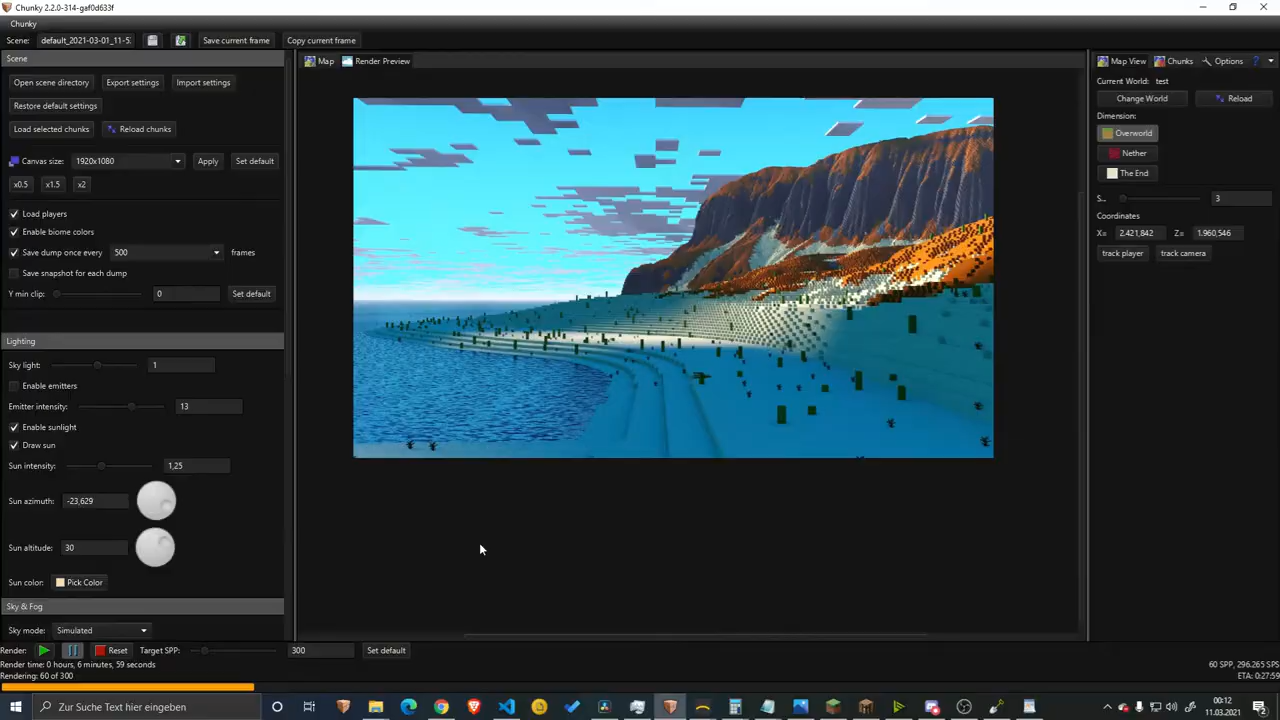 Chunky 2.2.0-314-gaf0d633f
Chunky
Scene: default_2021-03-01_11-5: Save current frame Copy current frame
Scene
Open scene directory Export settings Import settings
Restore default settings
Load selected chunks Reload chunks
Canvas size: 1920x1080 Apply Set default
x0.5 x1.5 x2
Load players
Enable biome colors
Save dump once every 500 frames
Save snapshot for each dump
Y min clip: 0 Set default
Lighting
Sky light: 1
Enable emitters
Emitter intensity: 13
Enable sunlight
Draw sun
Sun intensity: 1,25
Sun azimuth: -23,629
Sun altitude: 30
Sun color: Pick Color
Sky & Fog
Sky mode: Simulated
Map Render Preview
Map View Chunks Options ?
Current World: test
Change World Reload
Dimension:
Overworld
Nether
The End
S... 3
Coordinates
X= 2.421,842 Z= 1.960,546
track player track camera
Render: Reset Target SPP: 300 Set default
Render time: 0 hours, 6 minutes, 59 seconds
Rendering: 60 of 300
60 SPP, 296.265 SPS
ETA: 0:27:59
Zur Suche Text hier eingeben
00:12
11.03.2021
2